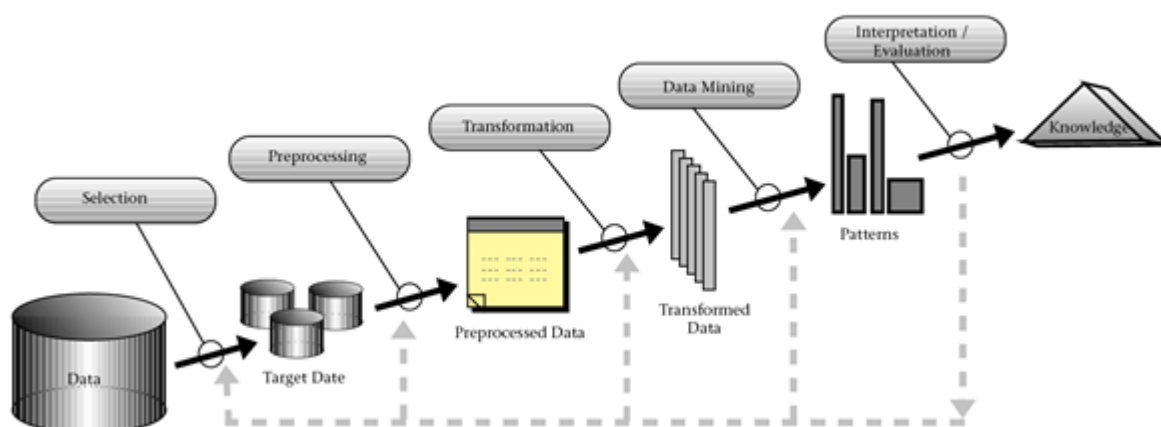 Interpretation /
Evaluation
Data Mining
Transformation
Preprocessing
Selection
Data
Target Date
Preprocessed Data
Transformed
Data
Patterns
Knowledge